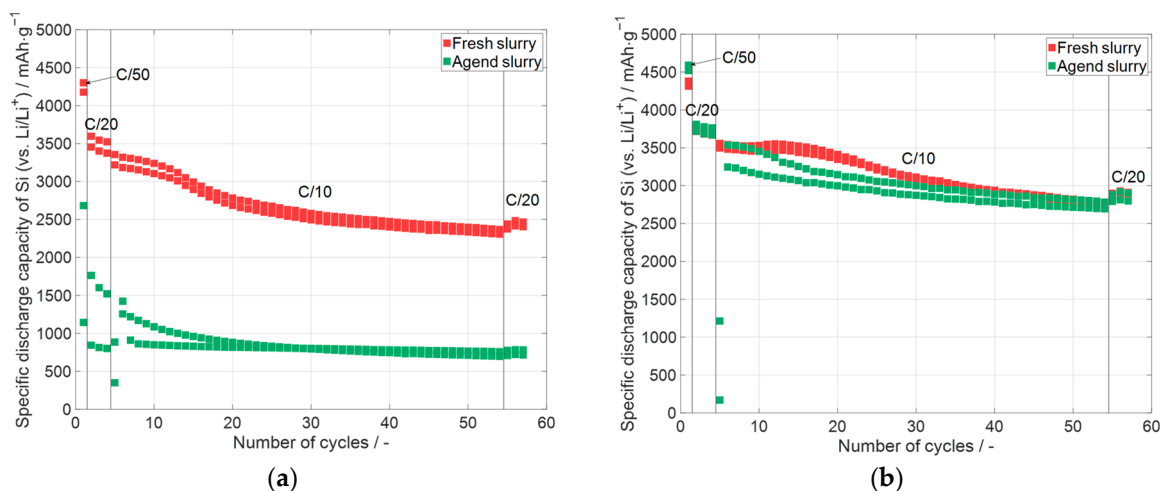 Specific discharge capacity of Si (vs. Li/Li⁺) / mAh·g⁻¹
5000
4500
4000
3500
3000
2500
2000
1500
1000
500
0
Fresh slurry
Agend slurry
C/50
C/20
C/10
C/20
0 10 20 30 40 50 60
Number of cycles / -
(a)
Specific discharge capacity of Si (vs. Li/Li⁺) / mAh·g⁻¹
5000
4500
4000
3500
3000
2500
2000
1500
1000
500
0
Fresh slurry
Agend slurry
C/50
C/20
C/10
C/20
0 10 20 30 40 50 60
Number of cycles / -
(b)